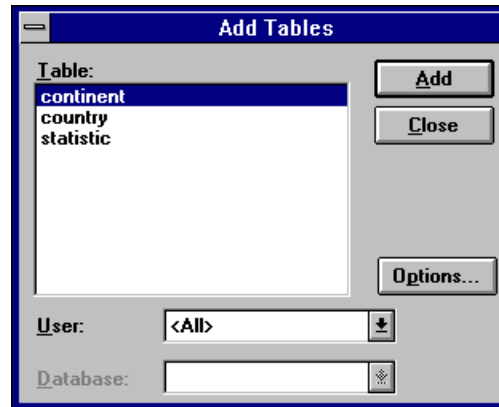 Add Tables
Table:
continent
country
statistic
Add
Close
Options...
User:
<All>
Database: